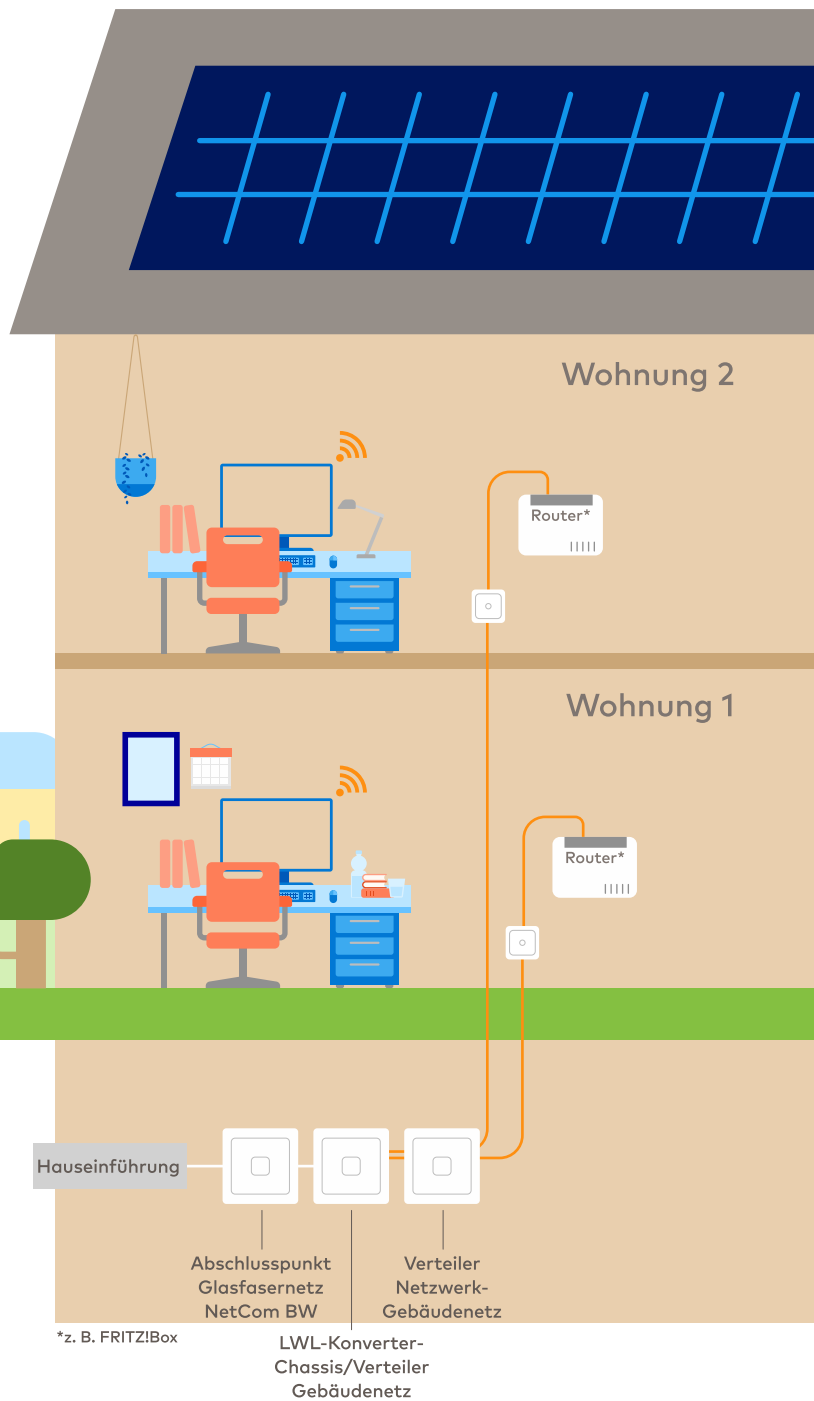 Wohnung 2
Router*
Wohnung 1
Router*
Hauseinführung
Abschlusspunkt
Glasfasernetz
NetCom BW
Verteiler
Netzwerk-
Gebäudenetz
*z. B. FRITZ!Box
LWL-Konverter-
Chassis/Verteiler
Gebäudenetz